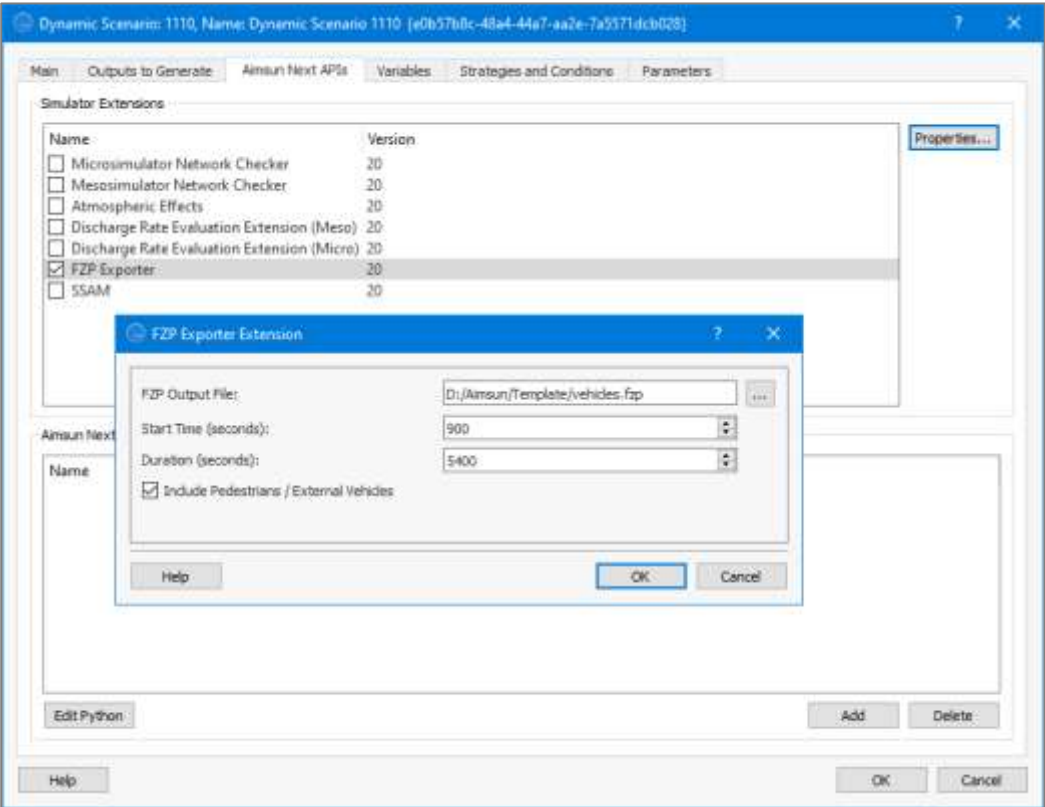 Dynamic Scenario: 1110, Name: Dynamic Scenario 1110 {e0b57b8c-48a4-44a7-aa2e-7a5571dcb028}
? ×
Main Outputs to Generate Aimsun Next APIs Variables Strategies and Conditions Parameters
Simulator Extensions
Name Version
Properties...
Microsimulator Network Checker 20
Mesosimulator Network Checker 20
Atmospheric Effects 20
Discharge Rate Evaluation Extension (Meso) 20
Discharge Rate Evaluation Extension (Micro) 20
FZP Exporter 20
SSAM 20
FZP Exporter Extension ? ×
FZP Output File: D:/Aimsun/Template/vehicles.fzp ...
Start Time (seconds): 900
Duration (seconds): 5400
Include Pedestrians / External Vehicles
Help OK Cancel
Aimsun Next
Name
Edit Python Add Delete
Help OK Cancel